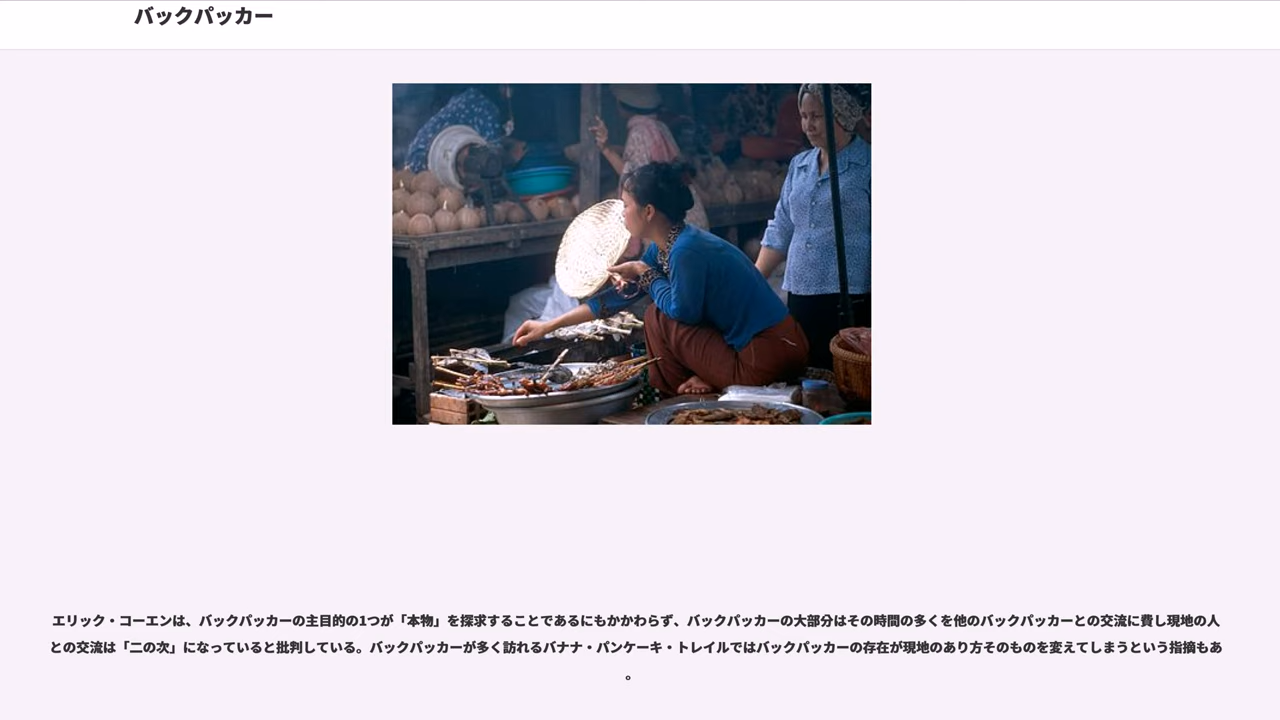 バックパッカー
エリック・コーエンは、バックパッカーの主目的の1つが「本物」を探求することであるにもかかわらず、バックパッカーの大部分はその時間の多くを他のバックパッカーとの交流に費し現地の人
との交流は「二の次」になっていると批判している。バックパッカーが多く訪れるバナナ・パンケーキ・トレイルではバックパッカーの存在が現地のあり方そのものを変えてしまうという指摘もあ
。